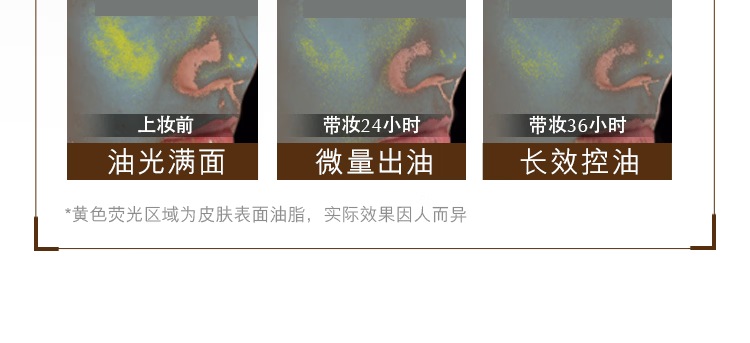 上妆前
带妆24小时
带妆36小时
油光满面
微量出油
长效控油
*黄色荧光区域为皮肤表面油脂，实际效果因人而异